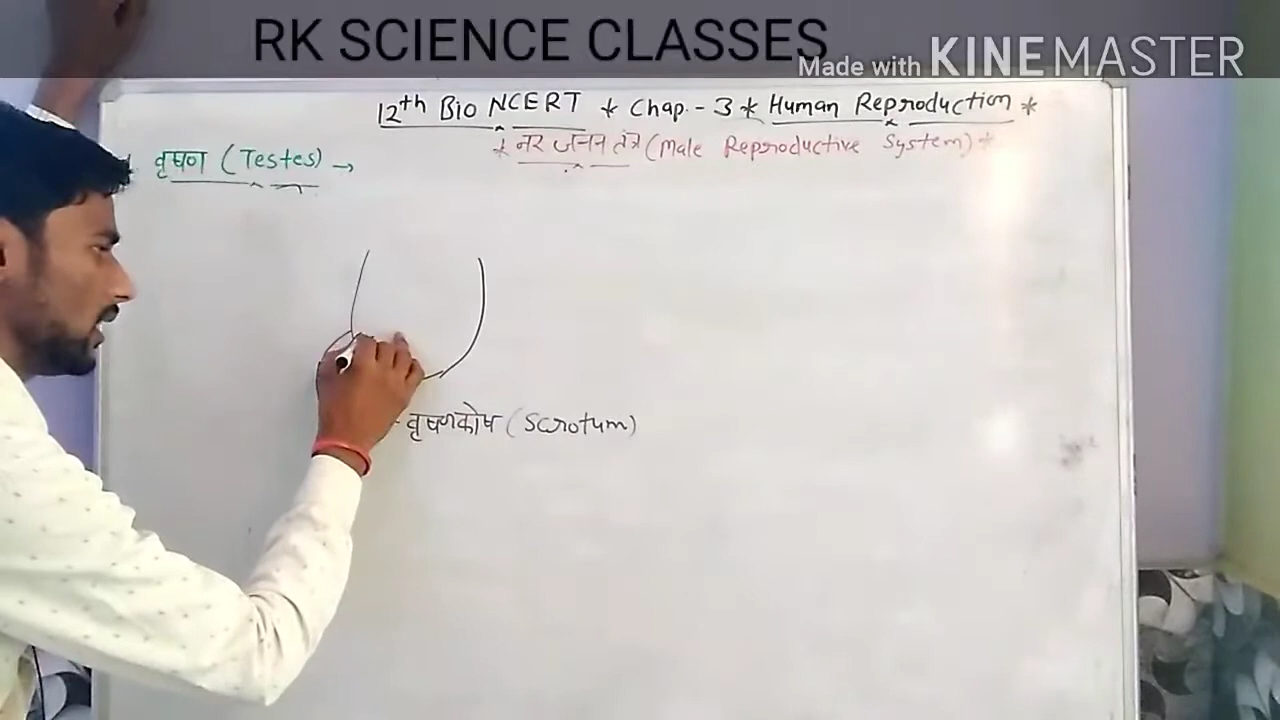 RK SCIENCE CLASSES
Made with KINEMASTER
12th Bio NCERT * Chap.- 3 * Human Reproduction *
* नर जनन तंत्र (Male Reproductive System) *
वृषण (Testes) →
वृषणकोष (Scrotum)